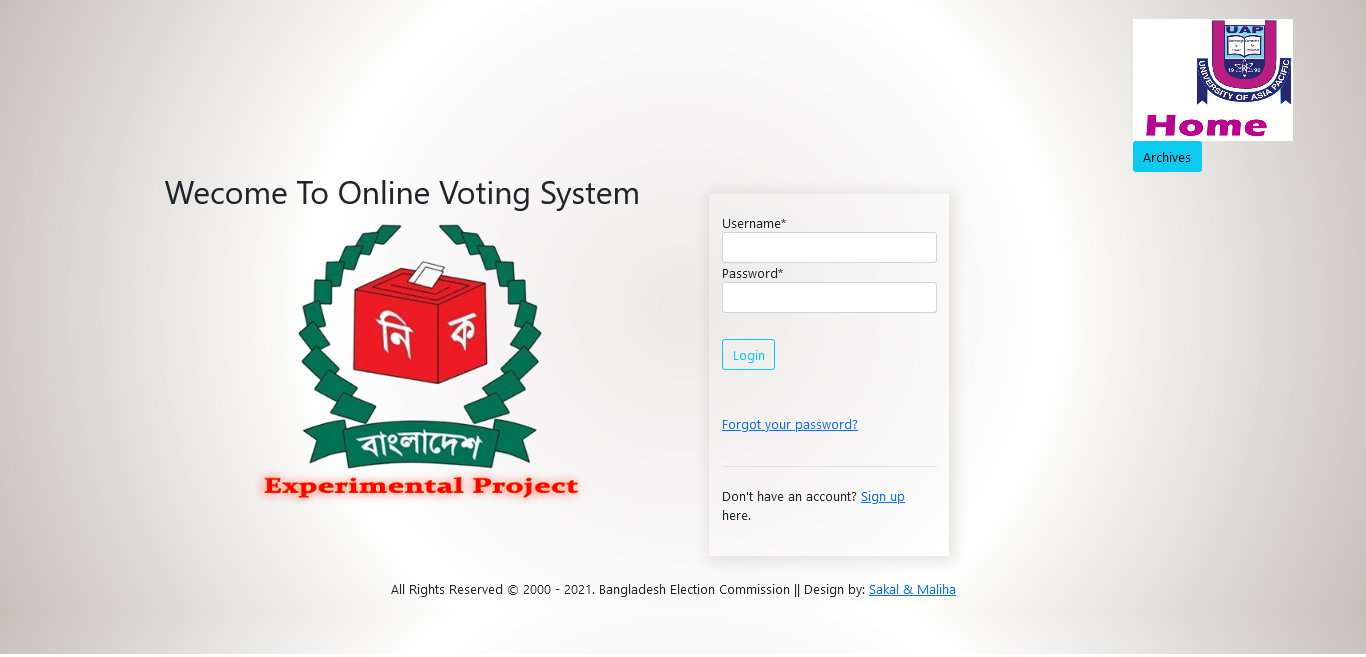 UAP
19 96
UNIVERSITY OF ASIA PACIFIC
Home
Archives
Wecome To Online Voting System
নি ক
বাংলাদেশ
Experimental Project
Username*
Password*
Login
Forgot your password?
Don't have an account? Sign up
here.
All Rights Reserved © 2000 - 2021. Bangladesh Election Commission || Design by: Sakal & Maliha